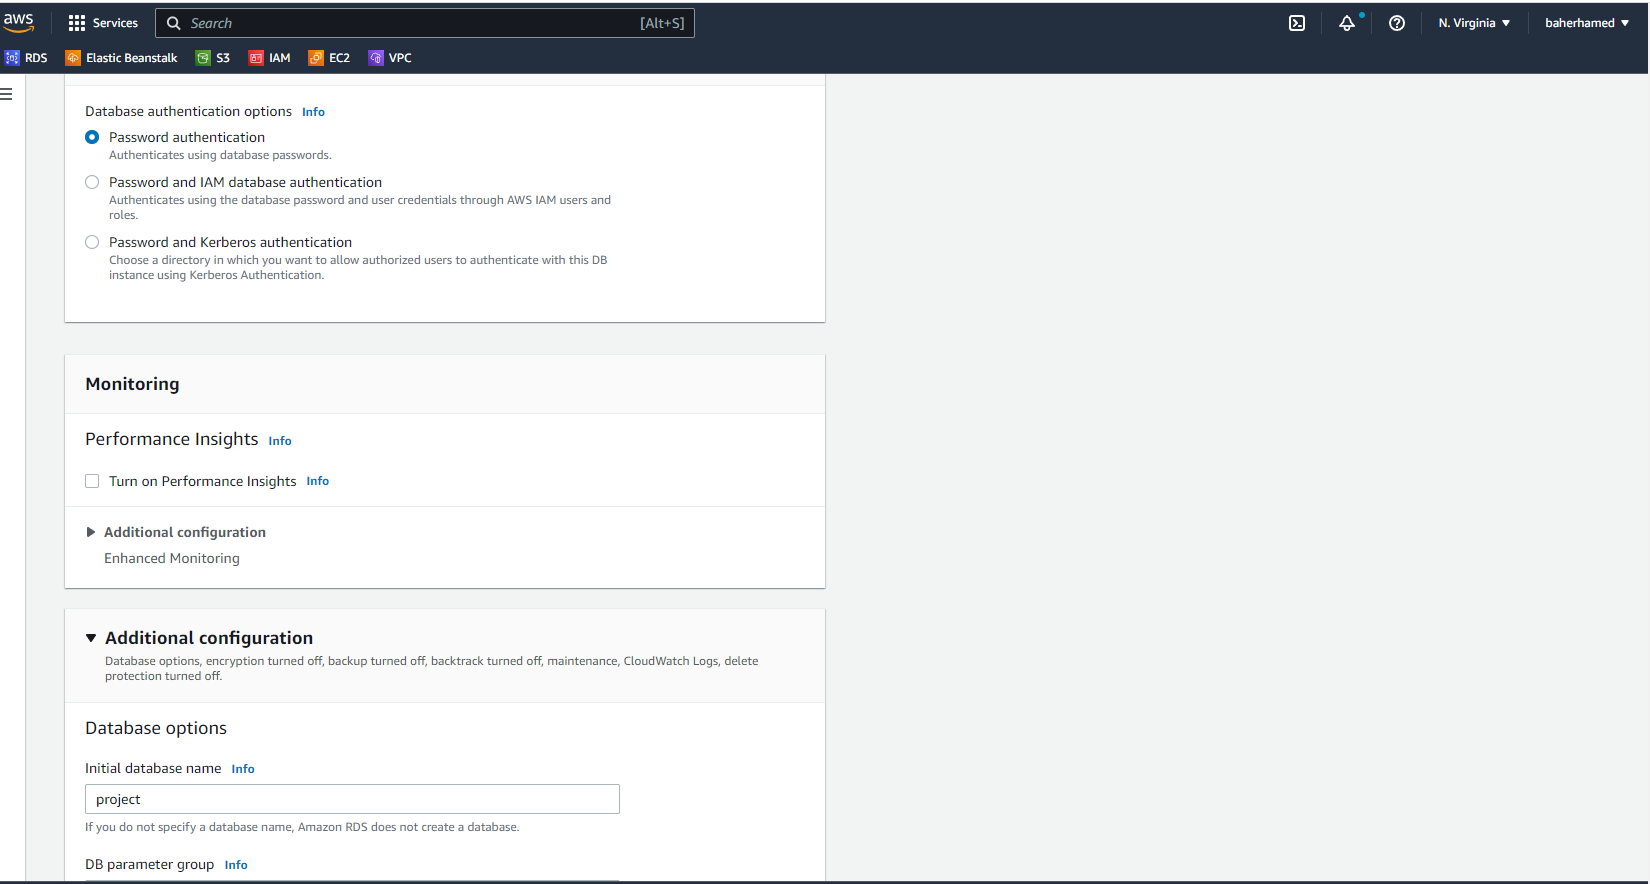 aws
Services
Search
[Alt+S]
N. Virginia
baherhamed
RDS
Elastic Beanstalk
S3
IAM
EC2
VPC
Database authentication options Info
Password authentication
Authenticates using database passwords.
Password and IAM database authentication
Authenticates using the database password and user credentials through AWS IAM users and
roles.
Password and Kerberos authentication
Choose a directory in which you want to allow authorized users to authenticate with this DB
instance using Kerberos Authentication.
Monitoring
Performance Insights Info
Turn on Performance Insights Info
Additional configuration
Enhanced Monitoring
Additional configuration
Database options, encryption turned off, backup turned off, backtrack turned off, maintenance, CloudWatch Logs, delete
protection turned off.
Database options
Initial database name Info
project
If you do not specify a database name, Amazon RDS does not create a database.
DB parameter group Info